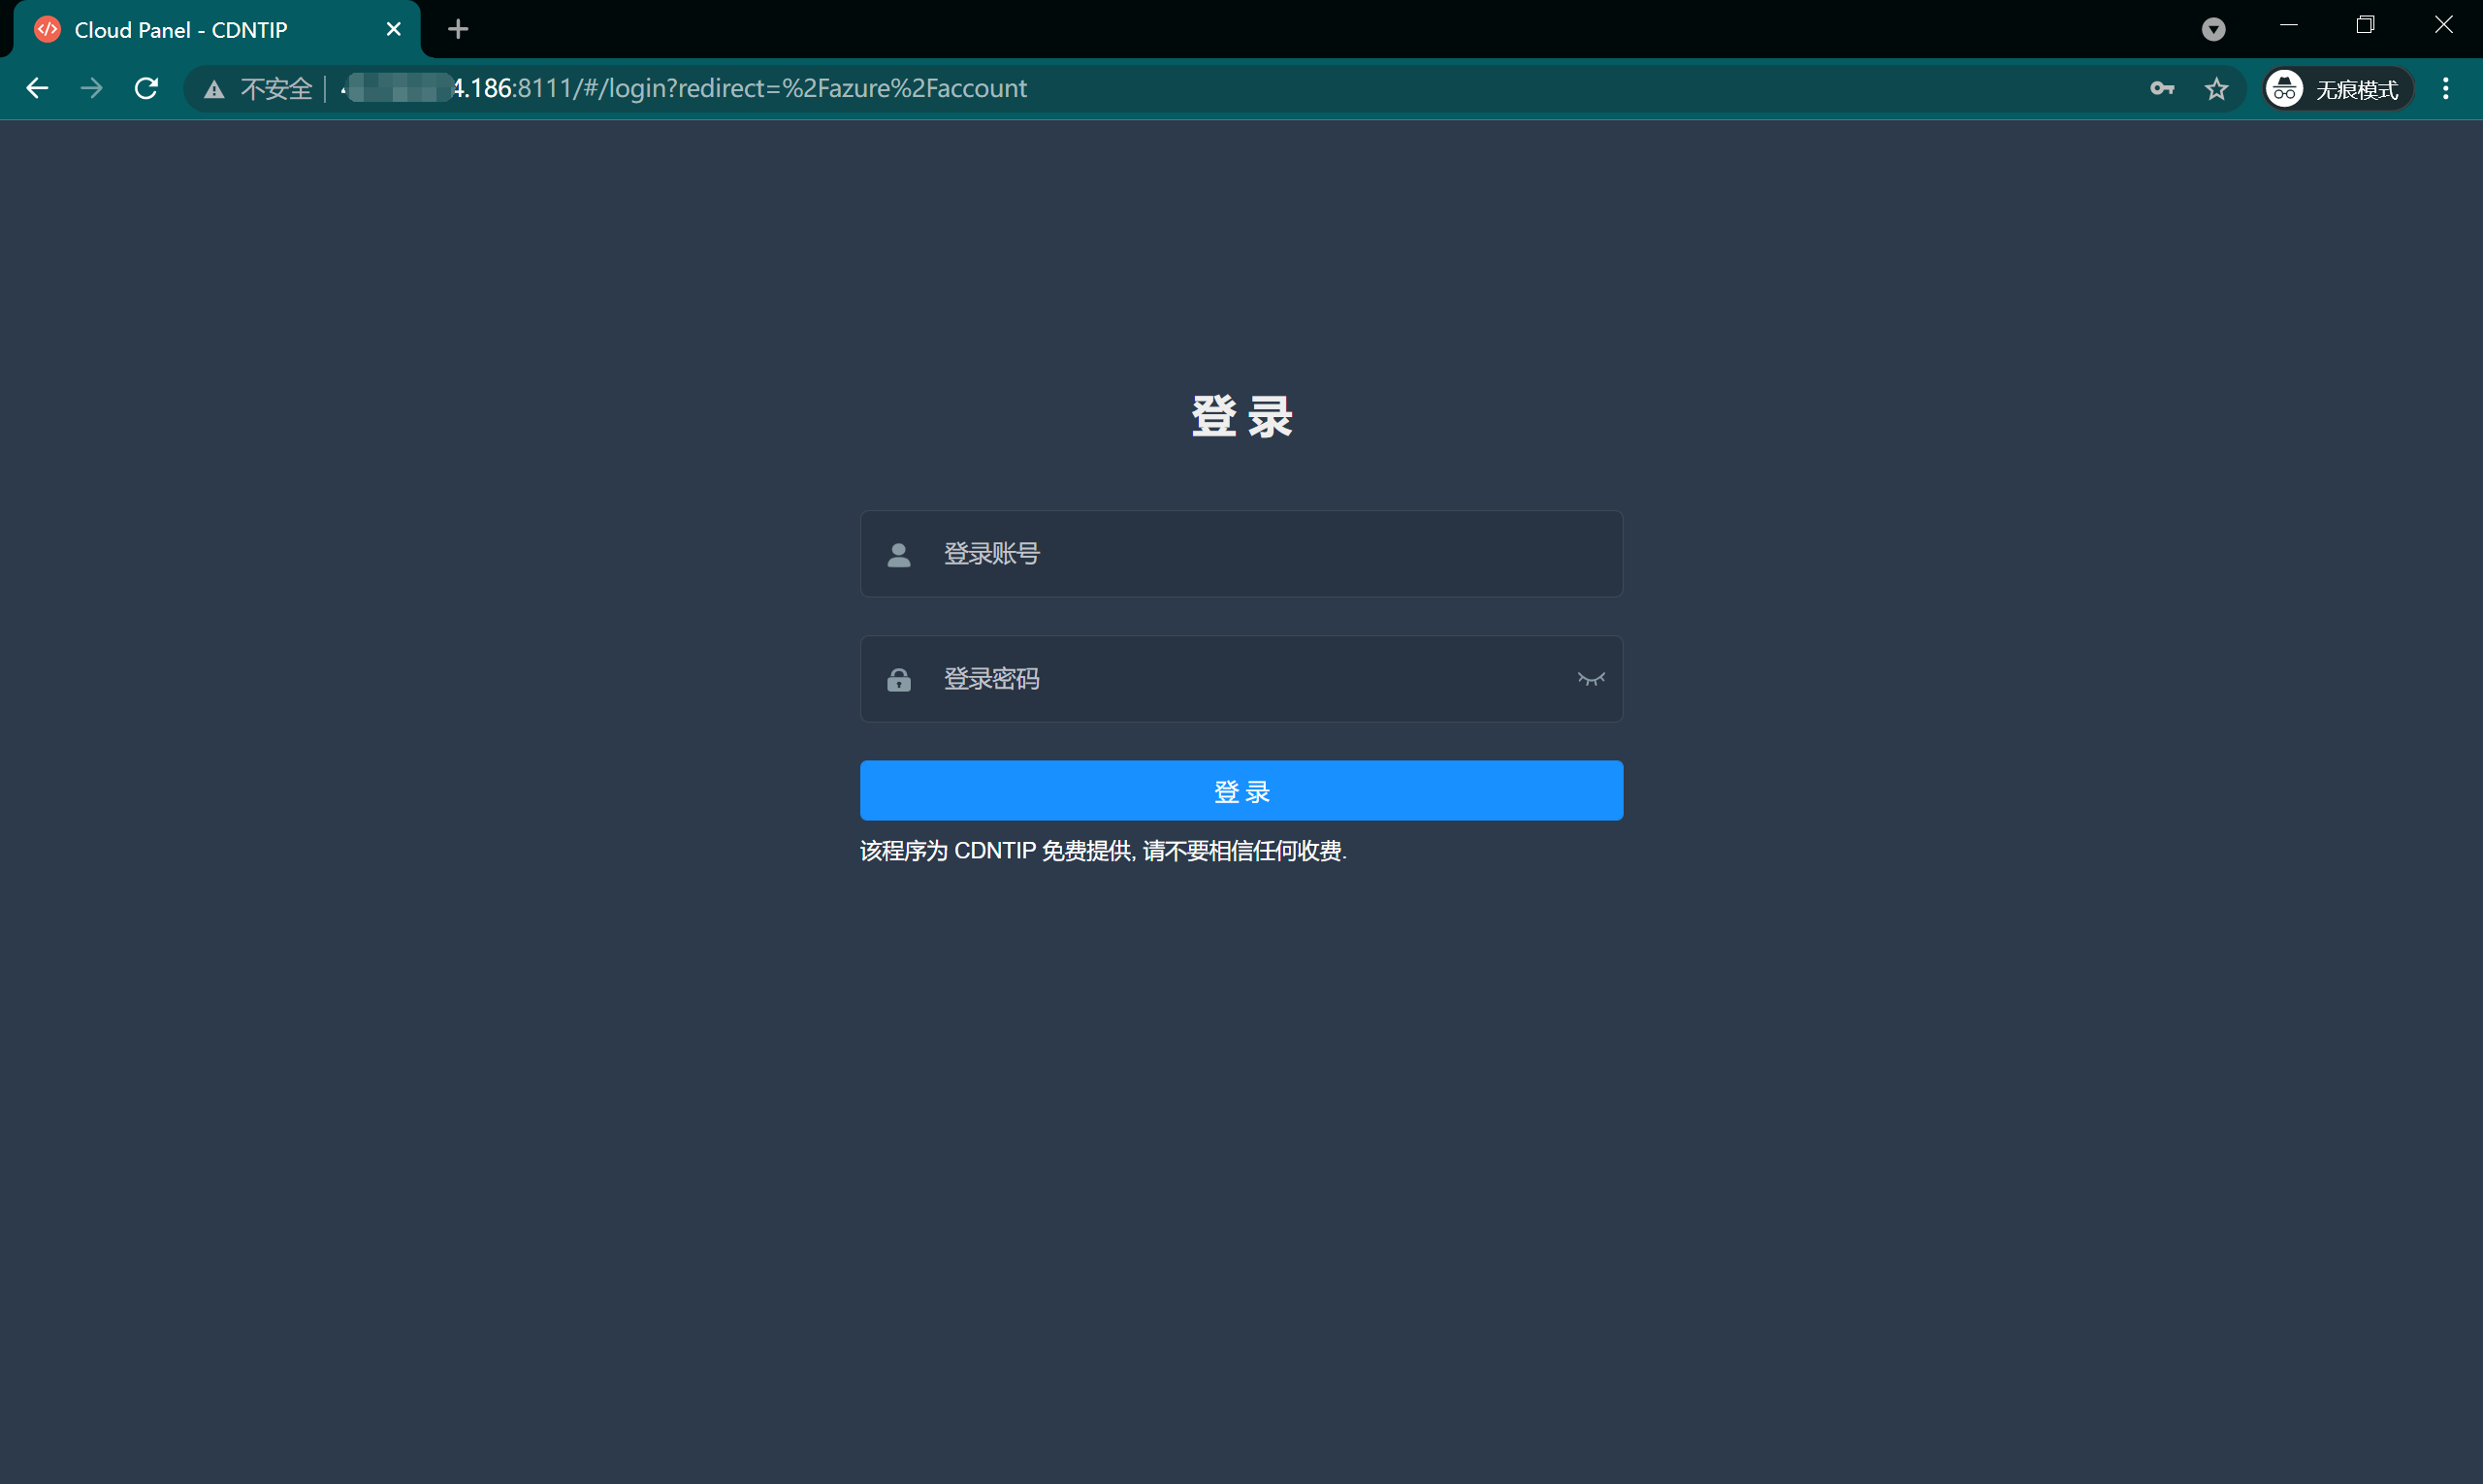 Cloud Panel - CDNTIP
不安全 4.186:8111/#/login?redirect=%2Fazure%2Faccount
无痕模式
登 录
登录账号
登录密码
登 录
该程序为 CDNTIP 免费提供, 请不要相信任何收费.